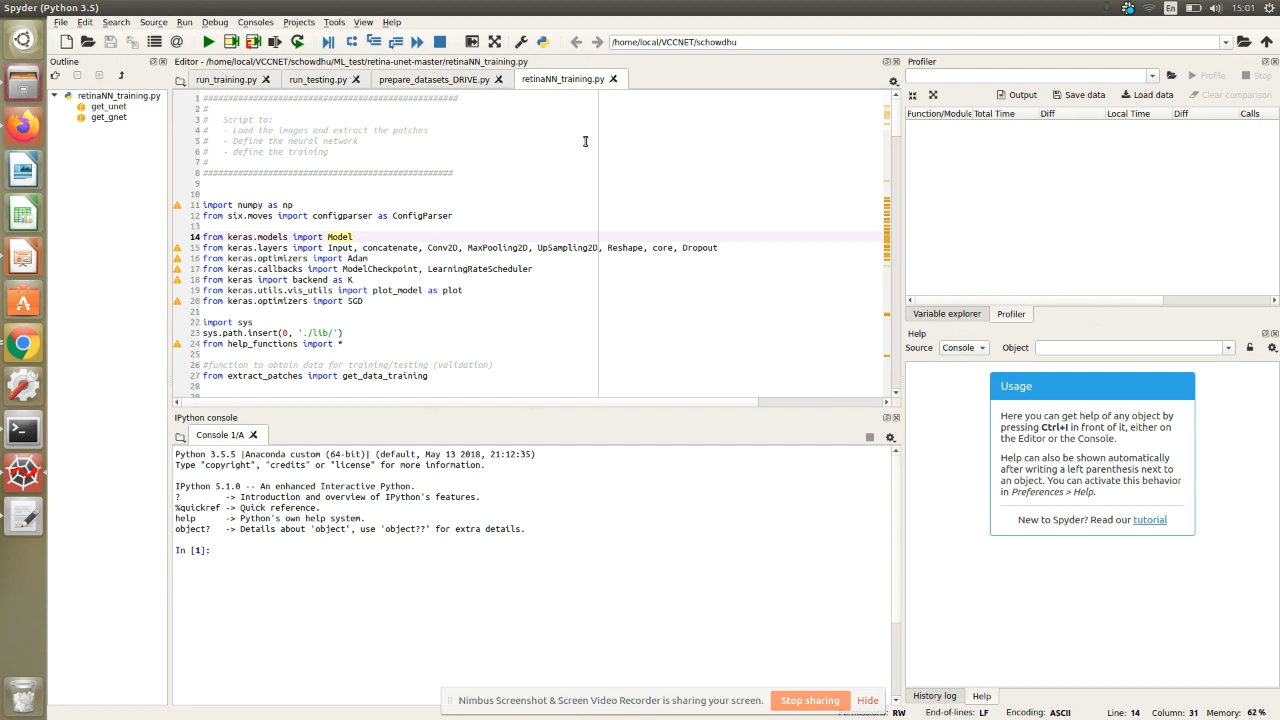 Spyder (Python 3.5)
En
15:01
File Edit Search Source Run Debug Consoles Projects Tools View Help
/home/local/VCCNET/schowdhu
Outline
retinaNN_training.py
get_unet
get_gnet
Editor - /home/local/VCCNET/schowdhu/ML_test/retina-unet-master/retinaNN_training.py
run_training.py
run_testing.py
prepare_datasets_DRIVE.py
retinaNN_training.py
1 ###################################################
2 #
3 #   Script to:
4 #   - Load the images and extract the patches
5 #   - Define the neural network
6 #   - define the training
7 #
8 ##################################################
9
10
11 import numpy as np
12 from six.moves import configparser as ConfigParser
13
14 from keras.models import Model
15 from keras.layers import Input, concatenate, Conv2D, MaxPooling2D, UpSampling2D, Reshape, core, Dropout
16 from keras.optimizers import Adam
17 from keras.callbacks import ModelCheckpoint, LearningRateScheduler
18 from keras import backend as K
19 from keras.utils.vis_utils import plot_model as plot
20 from keras.optimizers import SGD
21
22 import sys
23 sys.path.insert(0, './lib/')
24 from help_functions import *
25
26 #function to obtain data for training/testing (validation)
27 from extract_patches import get_data_training
28
IPython console
Console 1/A
Python 3.5.5 |Anaconda custom (64-bit)| (default, May 13 2018, 21:12:35)
Type "copyright", "credits" or "license" for more information.
IPython 5.1.0 -- An enhanced Interactive Python.
?         -> Introduction and overview of IPython's features.
%quickref -> Quick reference.
help      -> Python's own help system.
object?   -> Details about 'object', use 'object??' for extra details.
In [1]:
Profiler
Profile
Stop
Output
Save data
Load data
Clear comparison
Function/Module Total Time Diff Local Time Diff Calls
Variable explorer
Profiler
Help
Source
Console
Object
Usage
Here you can get help of any object by
pressing Ctrl+I in front of it, either on
the Editor or the Console.
Help can also be shown automatically
after writing a left parenthesis next to
an object. You can activate this behavior
in Preferences > Help.
New to Spyder? Read our tutorial
History log
Help
Nimbus Screenshot & Screen Video Recorder is sharing your screen.
Stop sharing
Hide
Permissions: RW End-of-lines: LF Encoding: ASCII Line: 14 Column: 31 Memory: 62 %